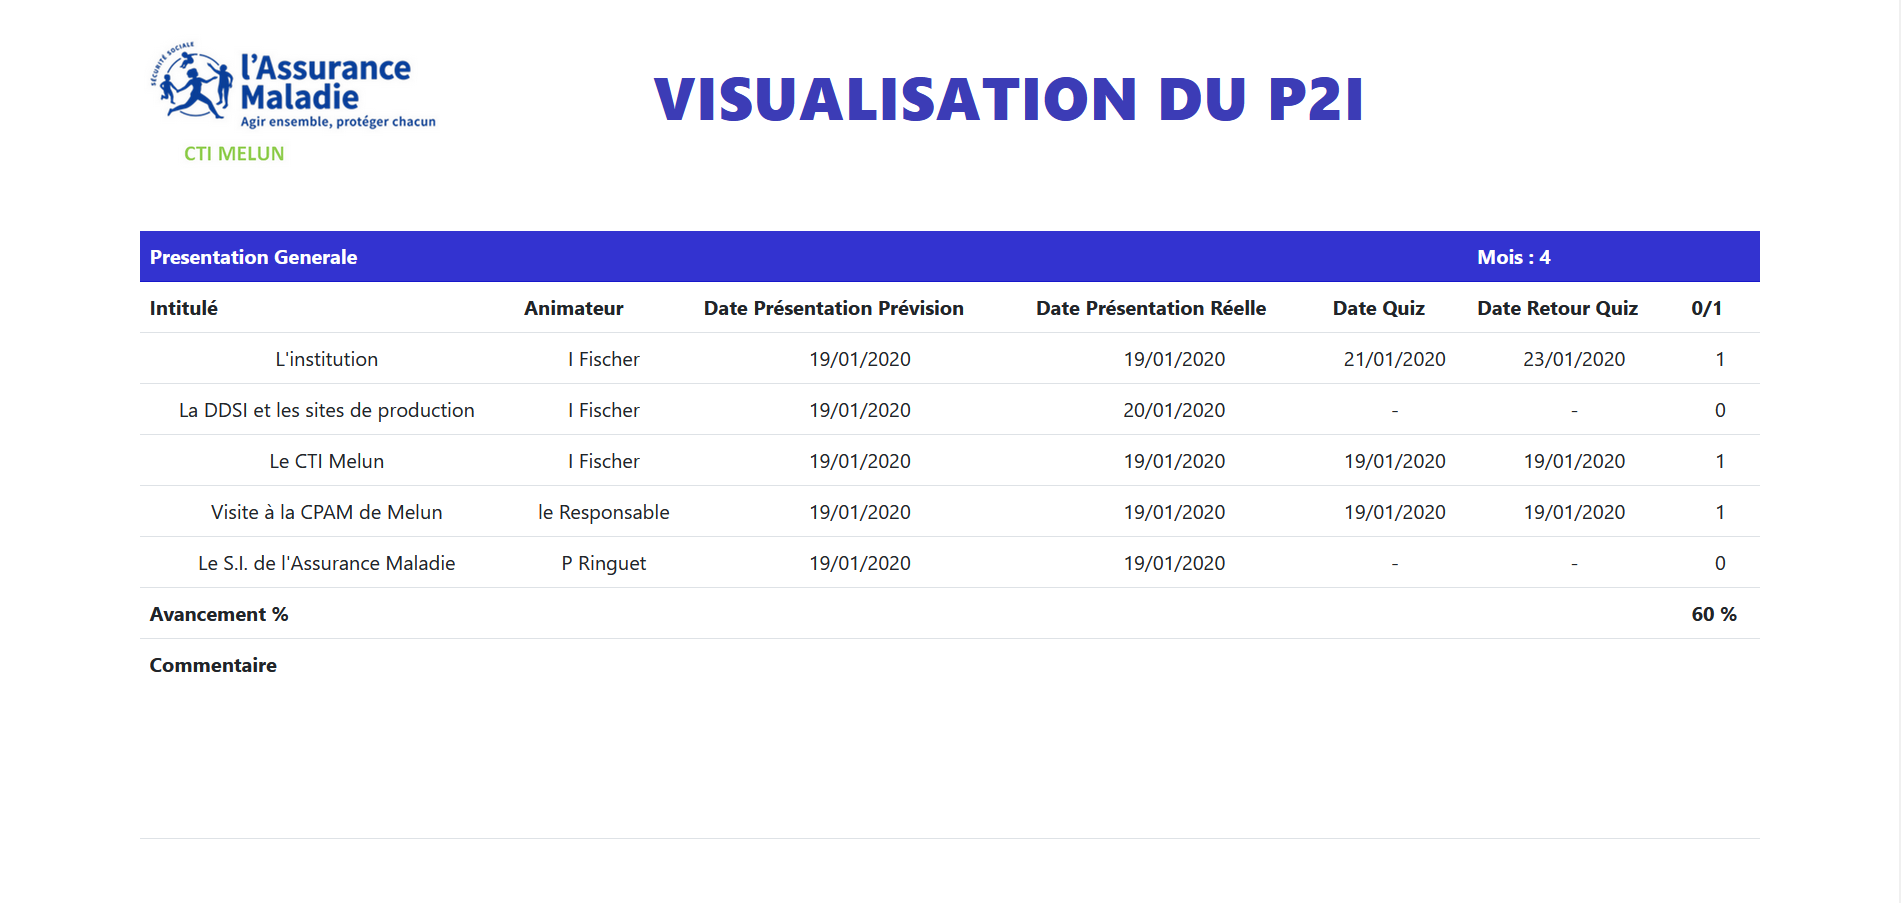 SÉCURITÉ SOCIALE
l'Assurance
Maladie
Agir ensemble, protéger chacun
CTI MELUN
VISUALISATION DU P2I
Presentation Generale Mois : 4
Intitulé Animateur Date Présentation Prévision Date Présentation Réelle Date Quiz Date Retour Quiz 0/1
L'institution I Fischer 19/01/2020 19/01/2020 21/01/2020 23/01/2020 1
La DDSI et les sites de production I Fischer 19/01/2020 20/01/2020 - - 0
Le CTI Melun I Fischer 19/01/2020 19/01/2020 19/01/2020 19/01/2020 1
Visite à la CPAM de Melun le Responsable 19/01/2020 19/01/2020 19/01/2020 19/01/2020 1
Le S.I. de l'Assurance Maladie P Ringuet 19/01/2020 19/01/2020 - - 0
Avancement % 60 %
Commentaire